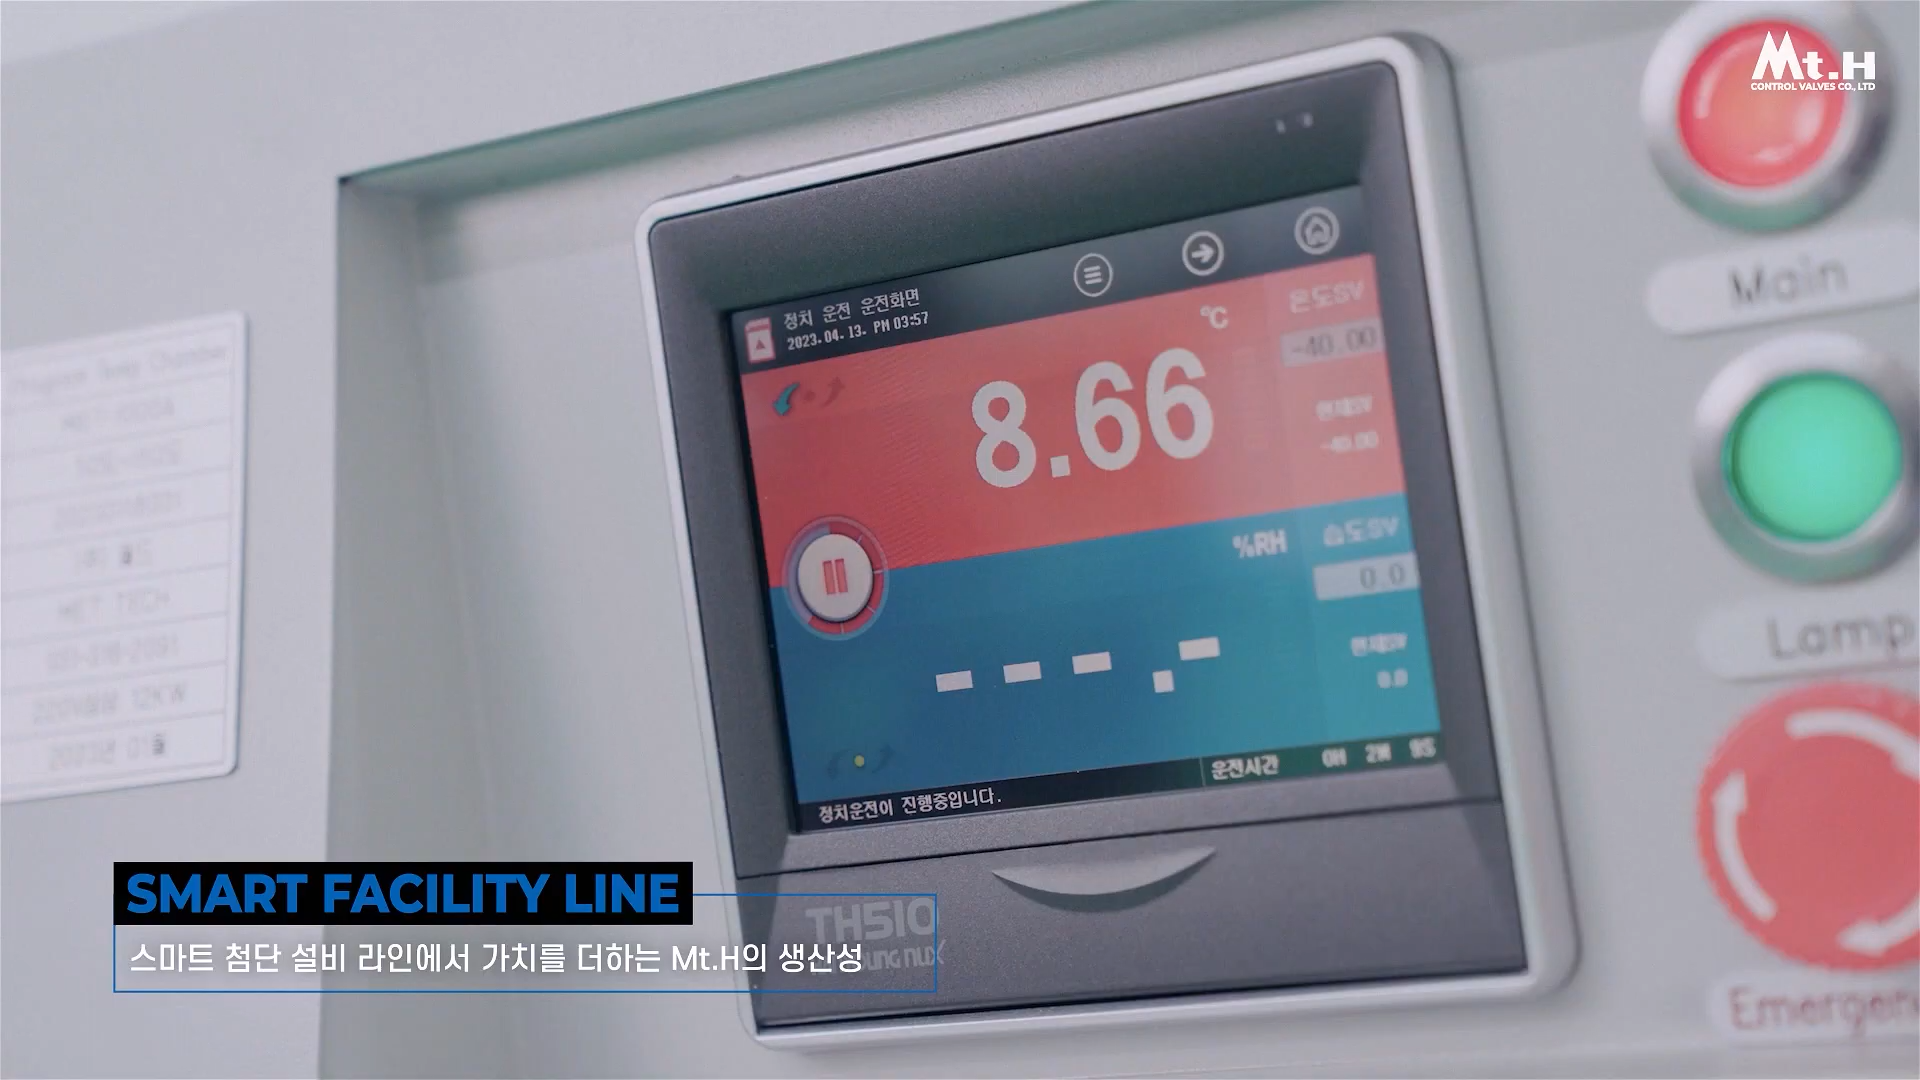 Mt.H
CONTROL VALVES CO., LTD
Main
정치 운전 운전화면
2023.04.13. PM 03:57
℃
온도SV
-40.00
8.66
현재SV
-40.00
%RH
습도SV
0.0
현재SV
0.0
Lamp
12KW
운전시간 0H 2M 9S
정치운전이 진행중입니다.
SMART FACILITY LINE
TH510
스마트 첨단 설비 라인에서 가치를 더하는 Mt.H의 생산성